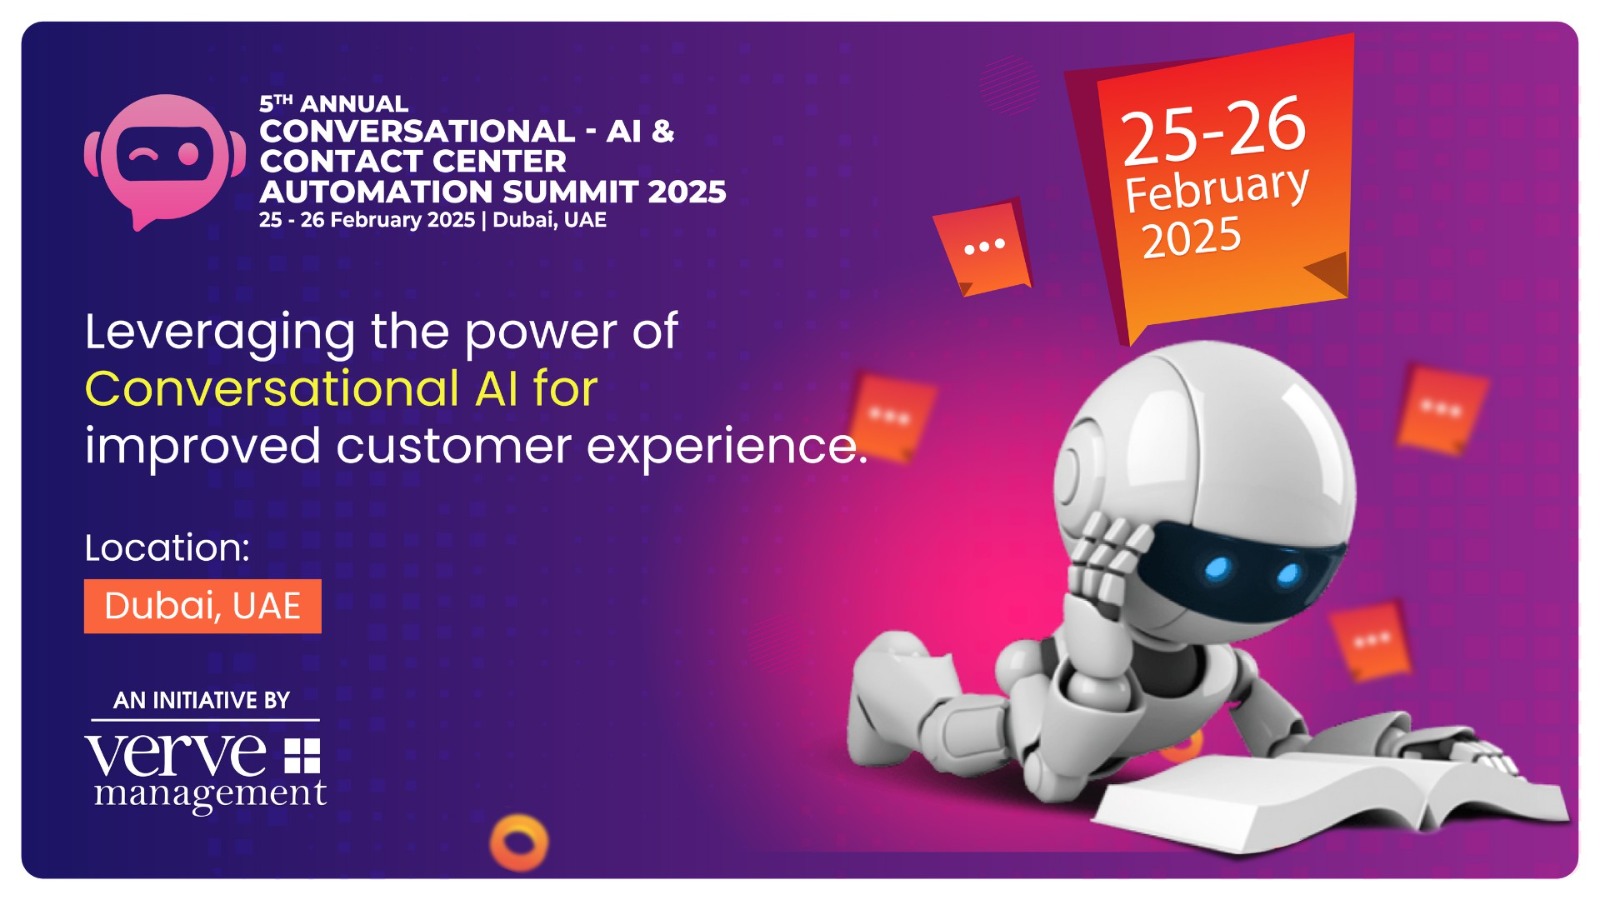 5TH ANNUAL
CONVERSATIONAL - AI &
CONTACT CENTER
AUTOMATION SUMMIT 2025
25 - 26 February 2025 | Dubai, UAE
25-26
February
2025
Leveraging the power of
Conversational AI for
improved customer experience.
Location:
Dubai, UAE
AN INITIATIVE BY
verve
management